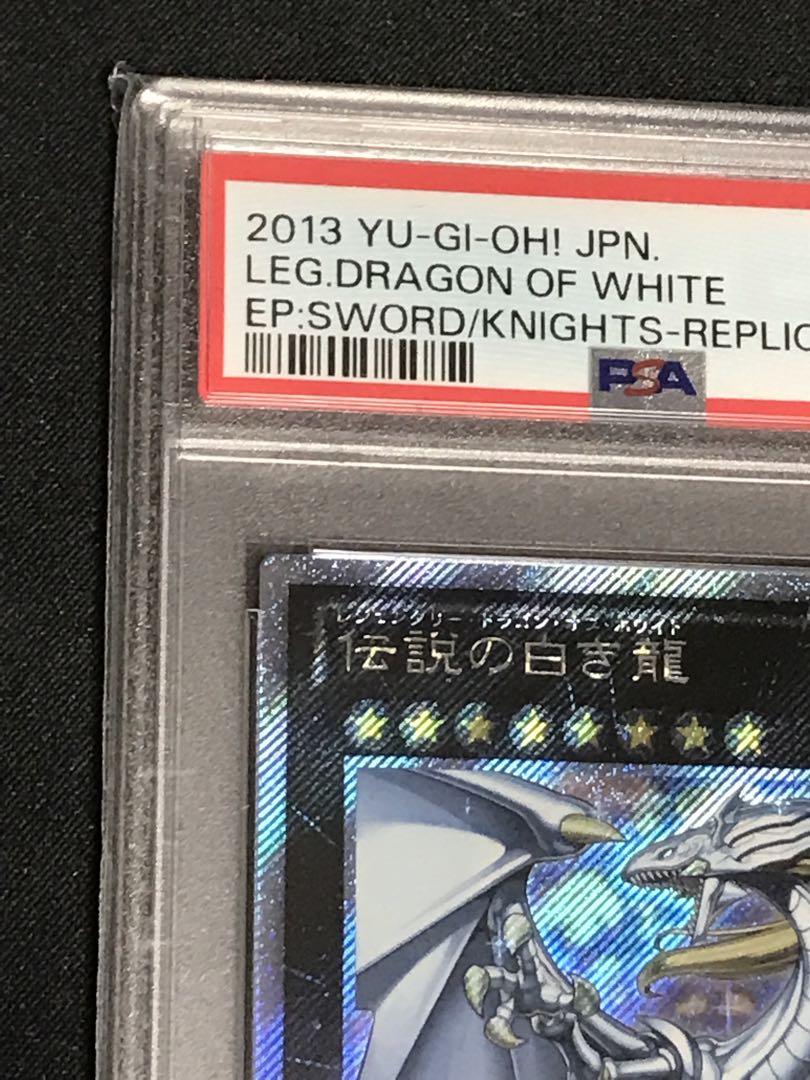 2013 YU-GI-OH! JPN.
LEG.DRAGON OF WHITE
EP:SWORD/KNIGHTS-REPLIC
PSA
レジェンダリー・ドラゴン・オブ・ホワイト
伝説の白き龍